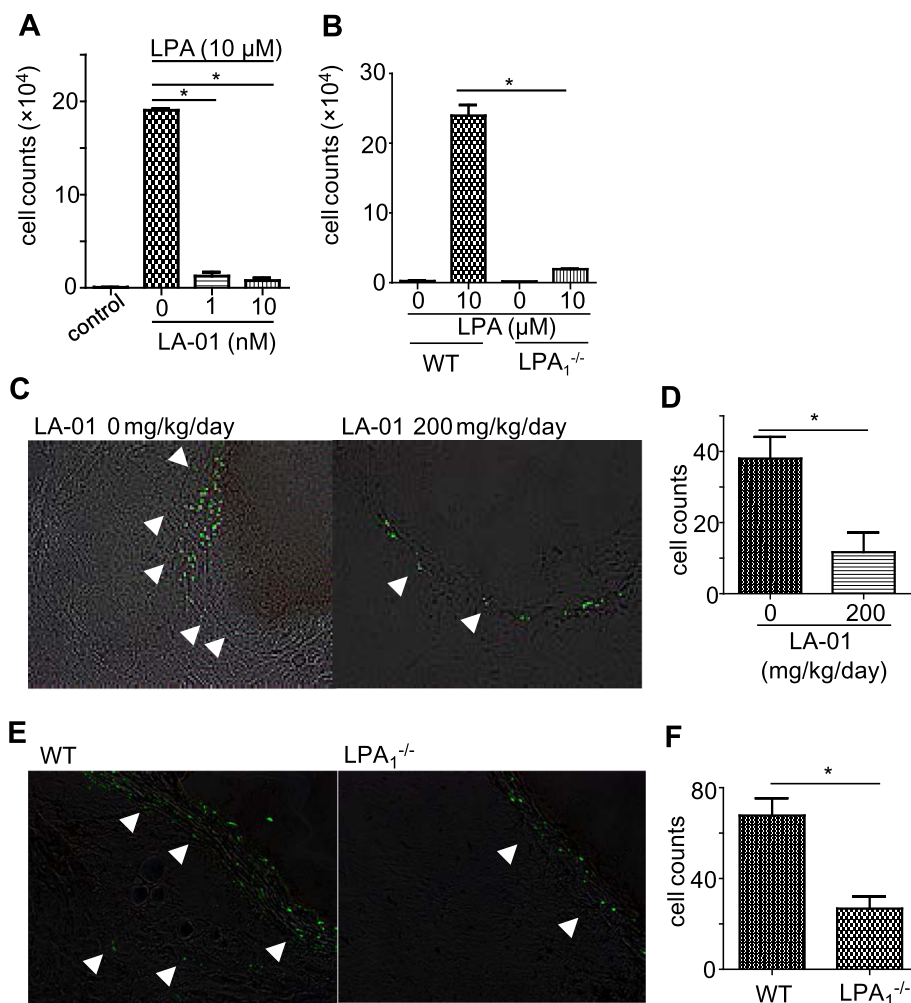 A
LPA (10 μM)
*
*
cell counts (×10⁴)
20
10
0
control
0 1 10
LA-01 (nM)
B
*
cell counts (×10⁴)
30
20
10
0
0 10 0 10
LPA (μM)
WT LPA₁⁻/⁻
C
LA-01 0 mg/kg/day LA-01 200 mg/kg/day
D
*
cell counts
40
20
0
0 200
LA-01
(mg/kg/day)
E
WT LPA₁⁻/⁻
F
*
cell counts
80
40
0
WT LPA₁⁻/⁻